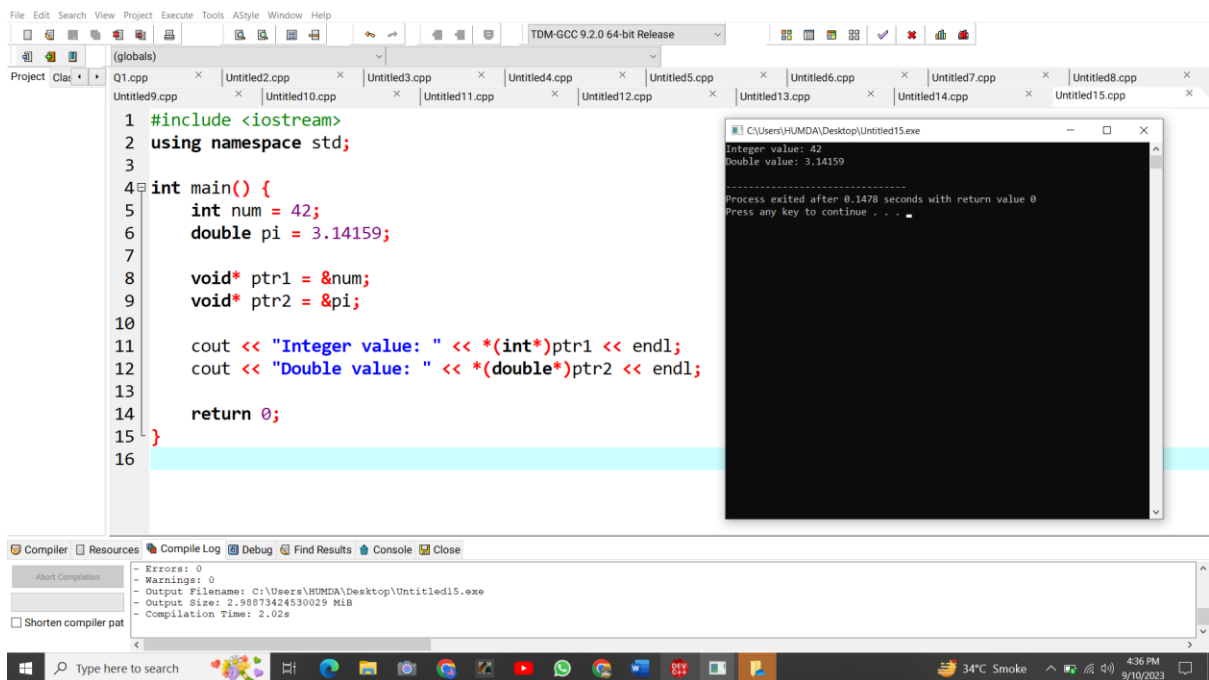 File Edit Search View Project Execute Tools AStyle Window Help
TDM-GCC 9.2.0 64-bit Release
(globals)
Project Clas Q1.cpp Untitled2.cpp Untitled3.cpp Untitled4.cpp Untitled5.cpp Untitled6.cpp Untitled7.cpp Untitled8.cpp
Untitled9.cpp Untitled10.cpp Untitled11.cpp Untitled12.cpp Untitled13.cpp Untitled14.cpp Untitled15.cpp
1 #include <iostream>
2 using namespace std;
3
4 int main() {
5 int num = 42;
6 double pi = 3.14159;
7
8 void* ptr1 = &num;
9 void* ptr2 = &pi;
10
11 cout << "Integer value: " << *(int*)ptr1 << endl;
12 cout << "Double value: " << *(double*)ptr2 << endl;
13
14 return 0;
15 }
16
C:\Users\HUMDA\Desktop\Untitled15.exe
Integer value: 42
Double value: 3.14159
--------------------------------
Process exited after 0.1478 seconds with return value 0
Press any key to continue . . .
Compiler Resources Compile Log Debug Find Results Console Close
Abort Compilation
Shorten compiler pat
- Errors: 0
- Warnings: 0
- Output Filename: C:\Users\HUMDA\Desktop\Untitled15.exe
- Output Size: 2.98873424530029 MiB
- Compilation Time: 2.02s
Type here to search
DEV
34°C Smoke
4:36 PM
9/10/2023